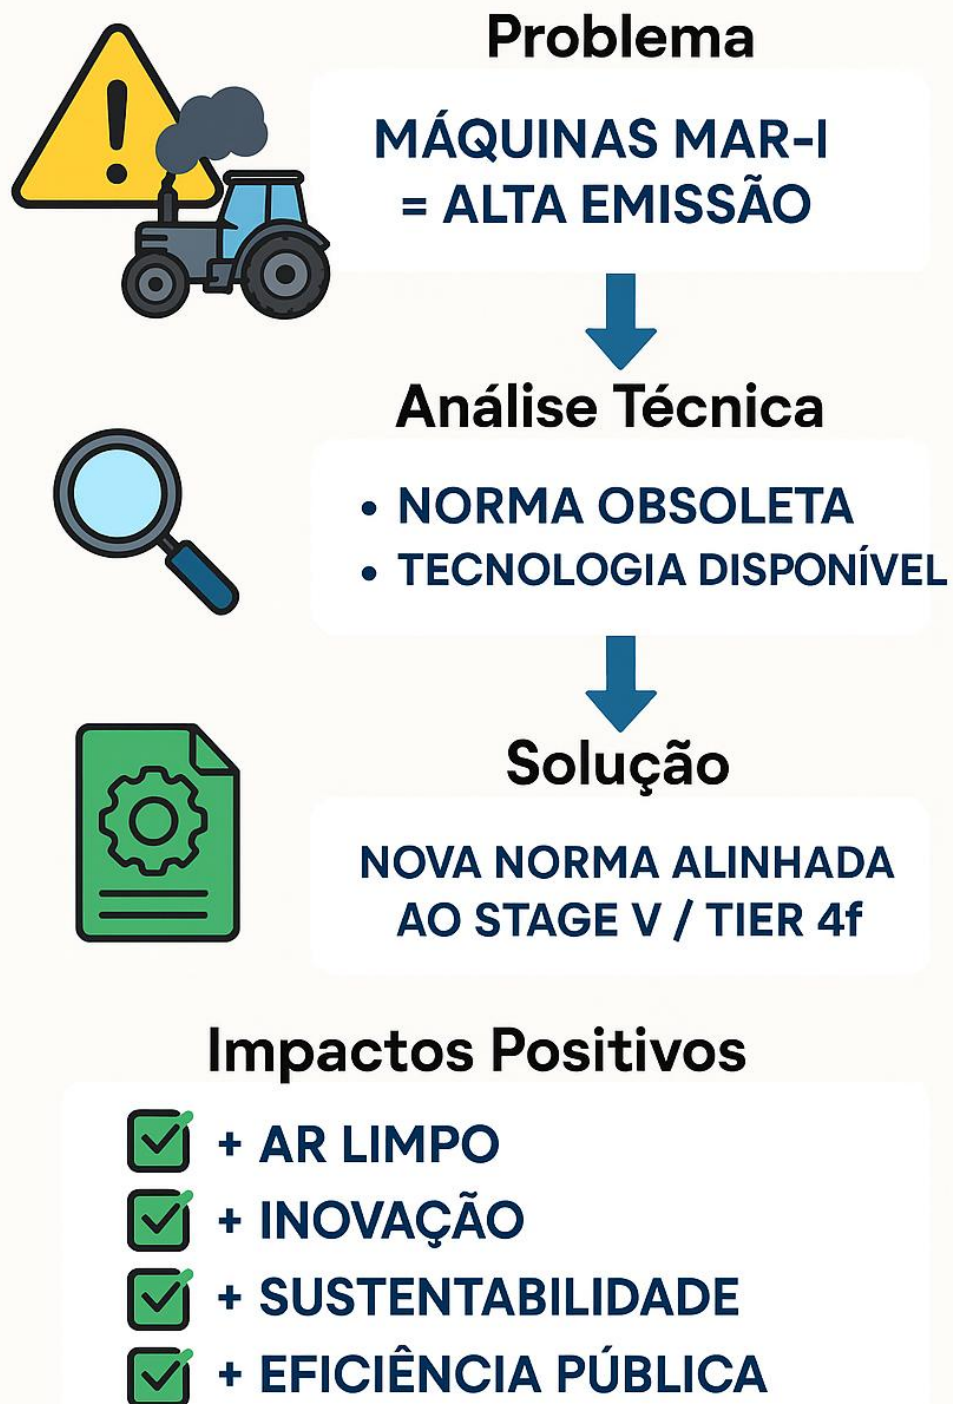 Problema
MÁQUINAS MAR-I
= ALTA EMISSÃO
Análise Técnica
• NORMA OBSOLETA
• TECNOLOGIA DISPONÍVEL
Solução
NOVA NORMA ALINHADA
AO STAGE V / TIER 4f
Impactos Positivos
+ AR LIMPO
+ INOVAÇÃO
+ SUSTENTABILIDADE
+ EFICIÊNCIA PÚBLICA